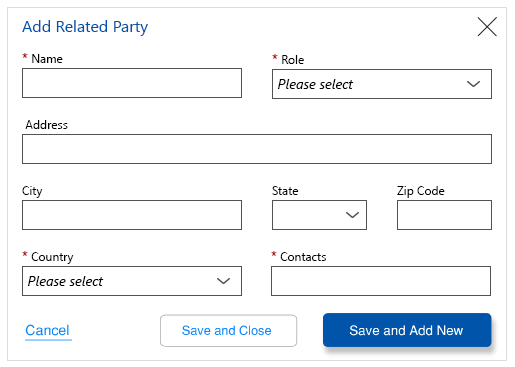 Add Related Party
* Name
* Role
Please select
Address
City
State
Zip Code
* Country
* Contacts
Please select
Cancel
Save and Close
Save and Add New